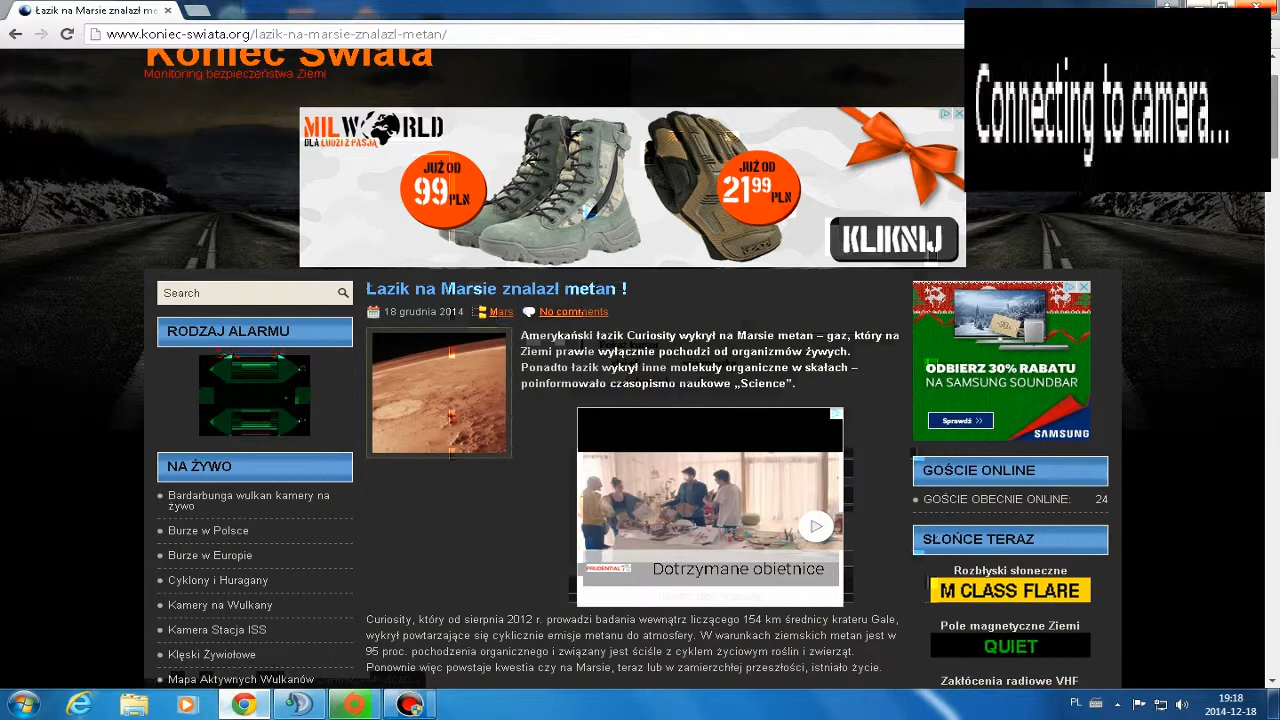 Łazik na Marsie znalazł me
www.koniec-swiata.org/lazik-na-marsie-znalazl-metan/
Koniec Świata
Monitoring bezpieczeństwa Ziemi
Connecting to camera...
MILWORLD
DLA LUDZI Z PASJĄ
JUŻ OD
99 PLN
JUŻ OD
21 99 PLN
KLIKNIJ
Search
Łazik na Marsie znalazł metan !
18 grudnia 2014 Mars No comments
RODZAJ ALARMU
Amerykański łazik Curiosity wykrył na Marsie metan – gaz, który na
Ziemi prawie wyłącznie pochodzi od organizmów żywych.
Ponadto łazik wykrył inne molekuły organiczne w skałach –
poinformowało czasopismo naukowe „Science”.
PRUDENTIAL
Dotrzymane obietnice
Curiosity, który od sierpnia 2012 r. prowadzi badania wewnątrz liczącego 154 km średnicy krateru Gale,
wykrył powtarzające się cyklicznie emisje metanu do atmosfery. W warunkach ziemskich metan jest w
95 proc. pochodzenia organicznego i związany jest ściśle z cyklem życiowym roślin i zwierząt.
Ponownie więc powstaje kwestia czy na Marsie, teraz lub w zamierzchłej przeszłości, istniało życie.
NA ŻYWO
Bardarbunga wulkan kamery na
żywo
Burze w Polsce
Burze w Europie
Cyklony i Huragany
Kamery na Wulkany
Kamera Stacja ISS
Klęski Żywiołowe
Mapa Aktywnych Wulkanów
ODBIERZ 30% RABATU
NA SAMSUNG SOUNDBAR
Sprawdź
SAMSUNG
GOŚCIE ONLINE
GOŚCIE OBECNIE ONLINE: 24
SŁOŃCE TERAZ
Rozbłyski słoneczne
M CLASS FLARE
Pole magnetyczne Ziemi
QUIET
Zakłócenia radiowe VHF
PL
19:18
2014-12-18